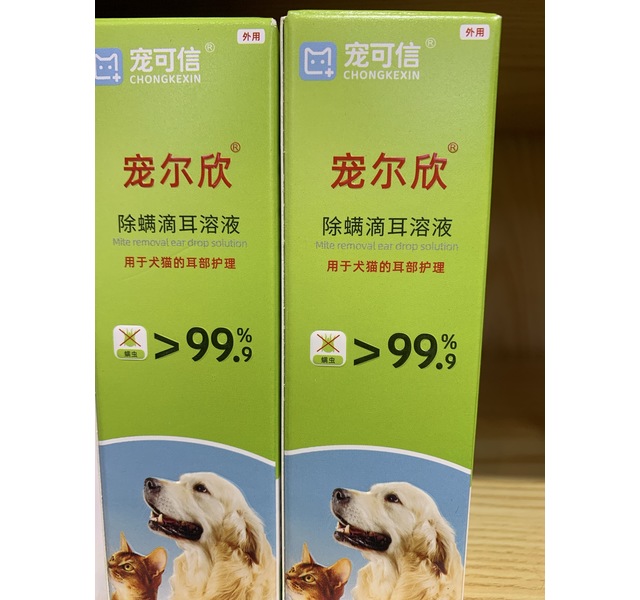 外用
宠可信®
CHONGKEXIN
宠尔欣®
除螨滴耳溶液
Mite removal ear drop solution
用于犬猫的耳部护理
螨虫
>99.9%
外用
宠可信®
CHONGKEXIN
宠尔欣®
除螨滴耳溶液
Mite removal ear drop solution
用于犬猫的耳部护理
螨虫
>99.9%